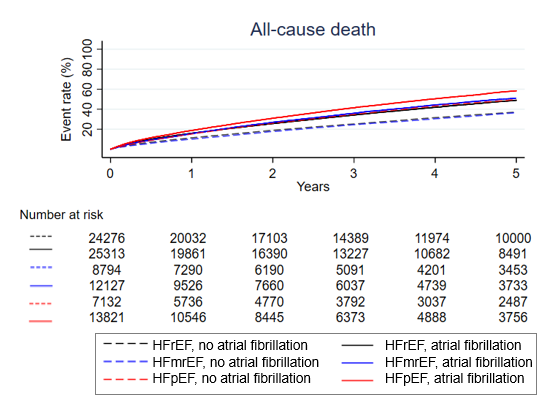 All-cause death
Event rate (%)
100
80
60
40
20
0 1 2 3 4 5
Years
Number at risk
24276 20032 17103 14389 11974 10000
25313 19861 16390 13227 10682 8491
8794 7290 6190 5091 4201 3453
12127 9526 7660 6037 4739 3733
7132 5736 4770 3792 3037 2487
13821 10546 8445 6373 4888 3756
HFrEF, no atrial fibrillation HFrEF, atrial fibrillation
HFmrEF, no atrial fibrillation HFmrEF, atrial fibrillation
HFpEF, no atrial fibrillation HFpEF, atrial fibrillation